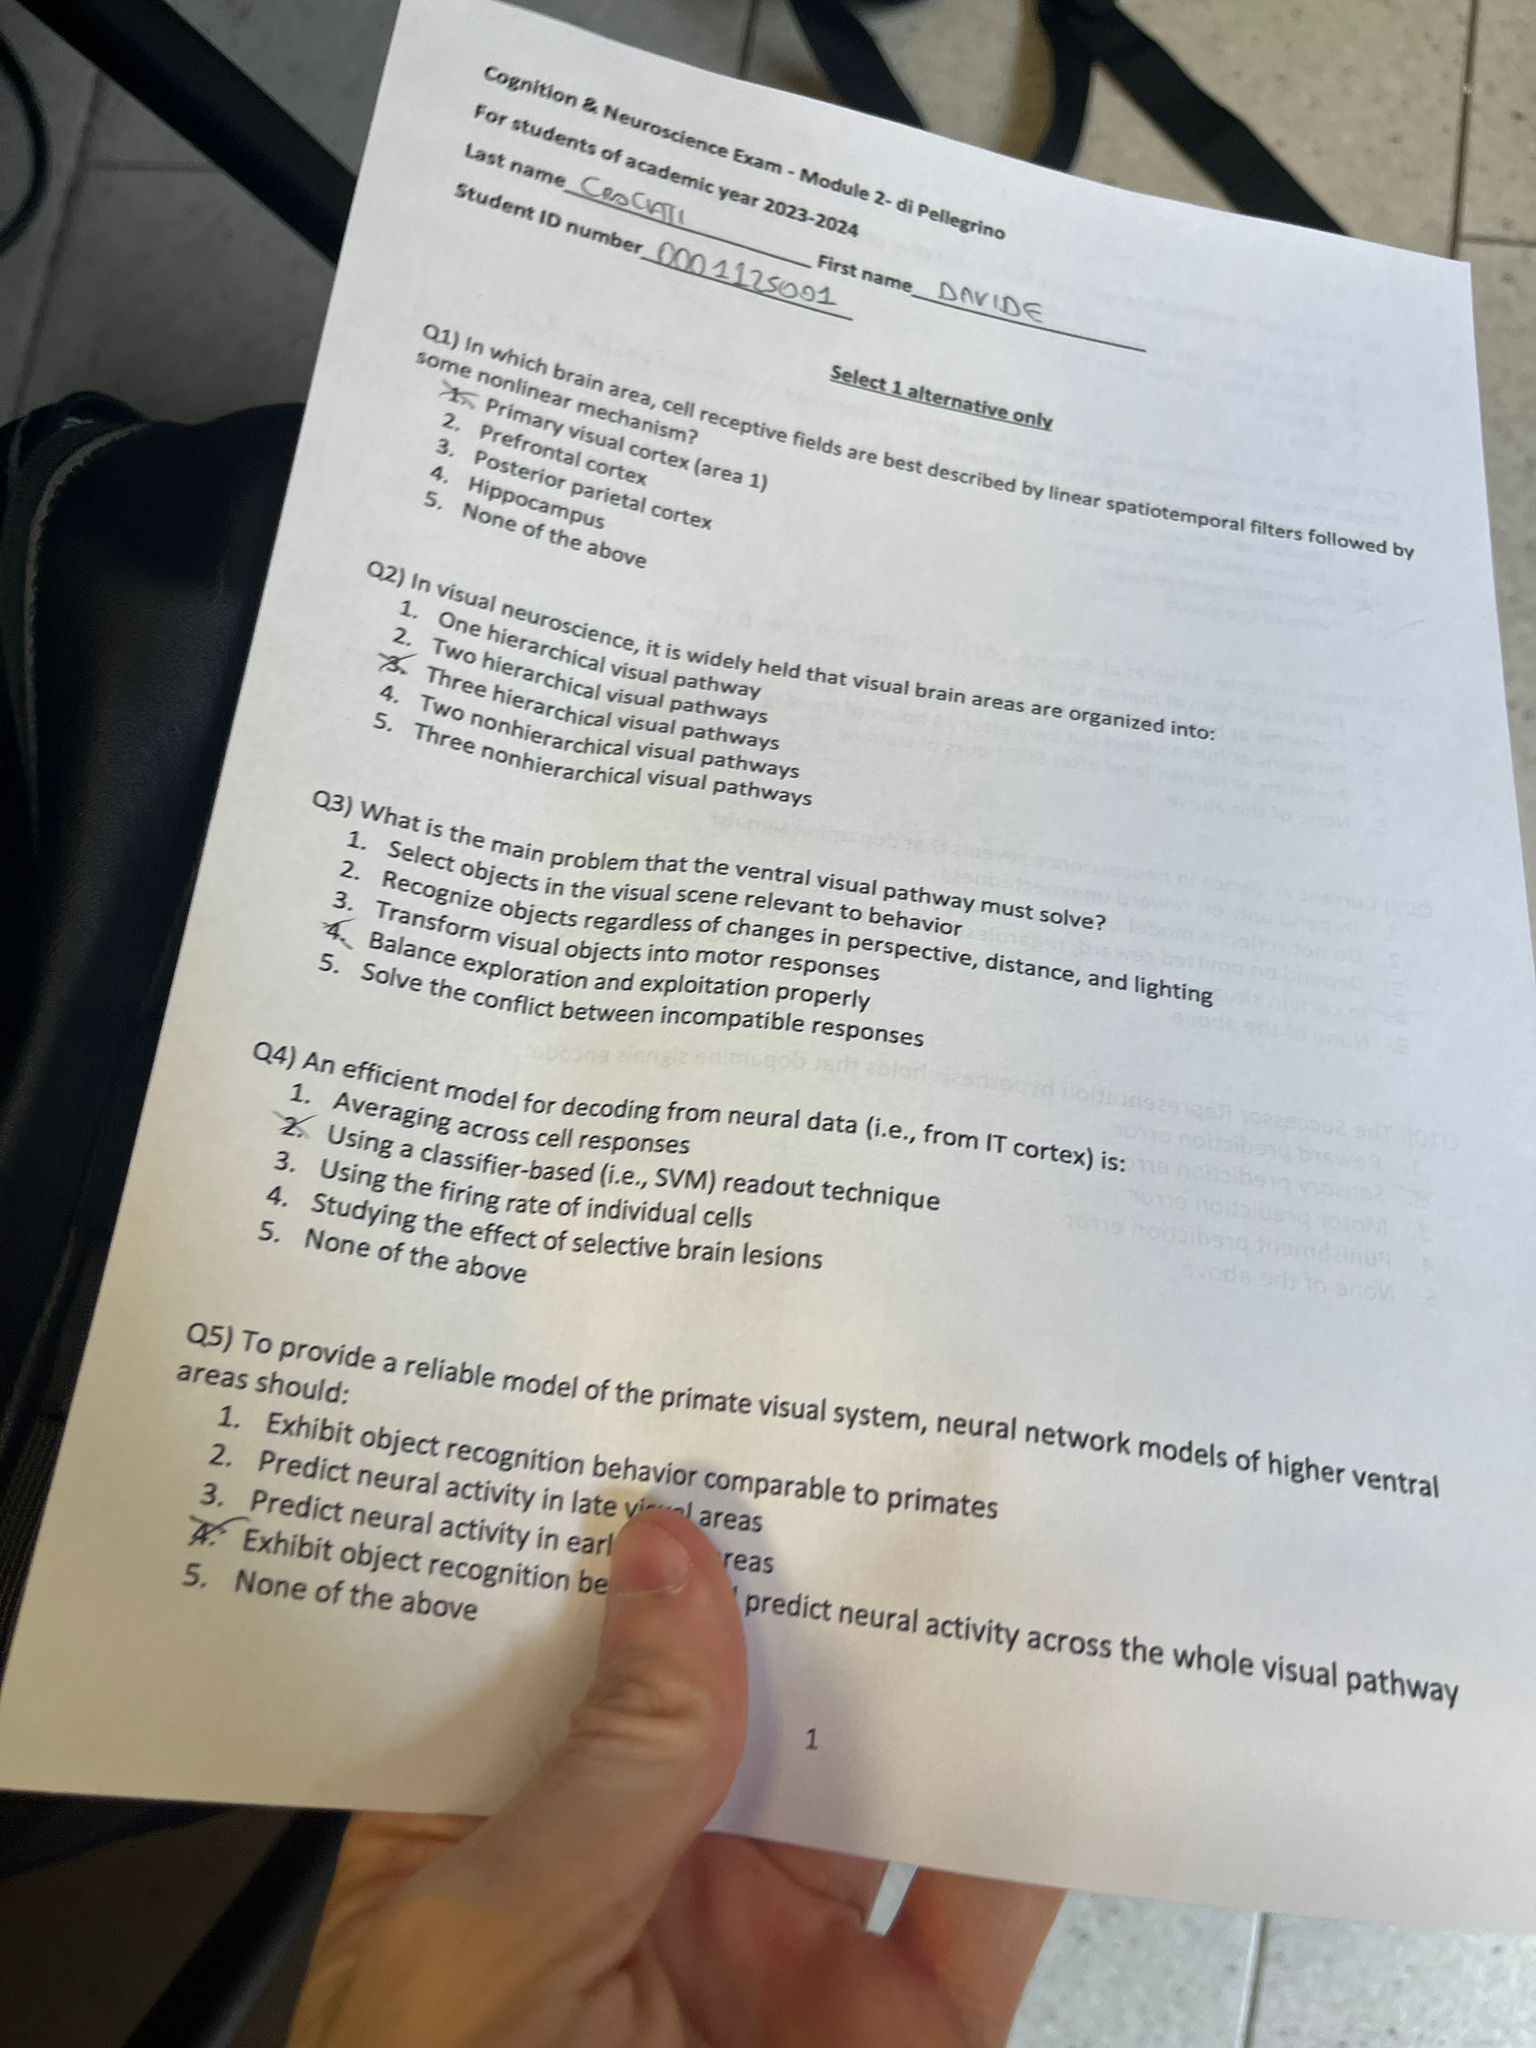 Cognition & Neuroscience Exam - Module 2- di Pellegrino
For students of academic year 2023-2024
Last name CROCIATI First name DAVIDE
Student ID number 0001125001
Select 1 alternative only
Q1) In which brain area, cell receptive fields are best described by linear spatiotemporal filters followed by
some nonlinear mechanism?
1. Primary visual cortex (area 1)
2. Prefrontal cortex
3. Posterior parietal cortex
4. Hippocampus
5. None of the above
Q2) In visual neuroscience, it is widely held that visual brain areas are organized into:
1. One hierarchical visual pathway
2. Two hierarchical visual pathways
3. Three hierarchical visual pathways
4. Two nonhierarchical visual pathways
5. Three nonhierarchical visual pathways
Q3) What is the main problem that the ventral visual pathway must solve?
1. Select objects in the visual scene relevant to behavior
2. Recognize objects regardless of changes in perspective, distance, and lighting
3. Transform visual objects into motor responses
4. Balance exploration and exploitation properly
5. Solve the conflict between incompatible responses
Q4) An efficient model for decoding from neural data (i.e., from IT cortex) is:
1. Averaging across cell responses
2. Using a classifier-based (i.e., SVM) readout technique
3. Using the firing rate of individual cells
4. Studying the effect of selective brain lesions
5. None of the above
Q5) To provide a reliable model of the primate visual system, neural network models of higher ventral
areas should:
1. Exhibit object recognition behavior comparable to primates
2. Predict neural activity in late visual areas
3. Predict neural activity in
4. Exhibit object recognition predict neural activity across the whole visual pathway
5. None of the above
1